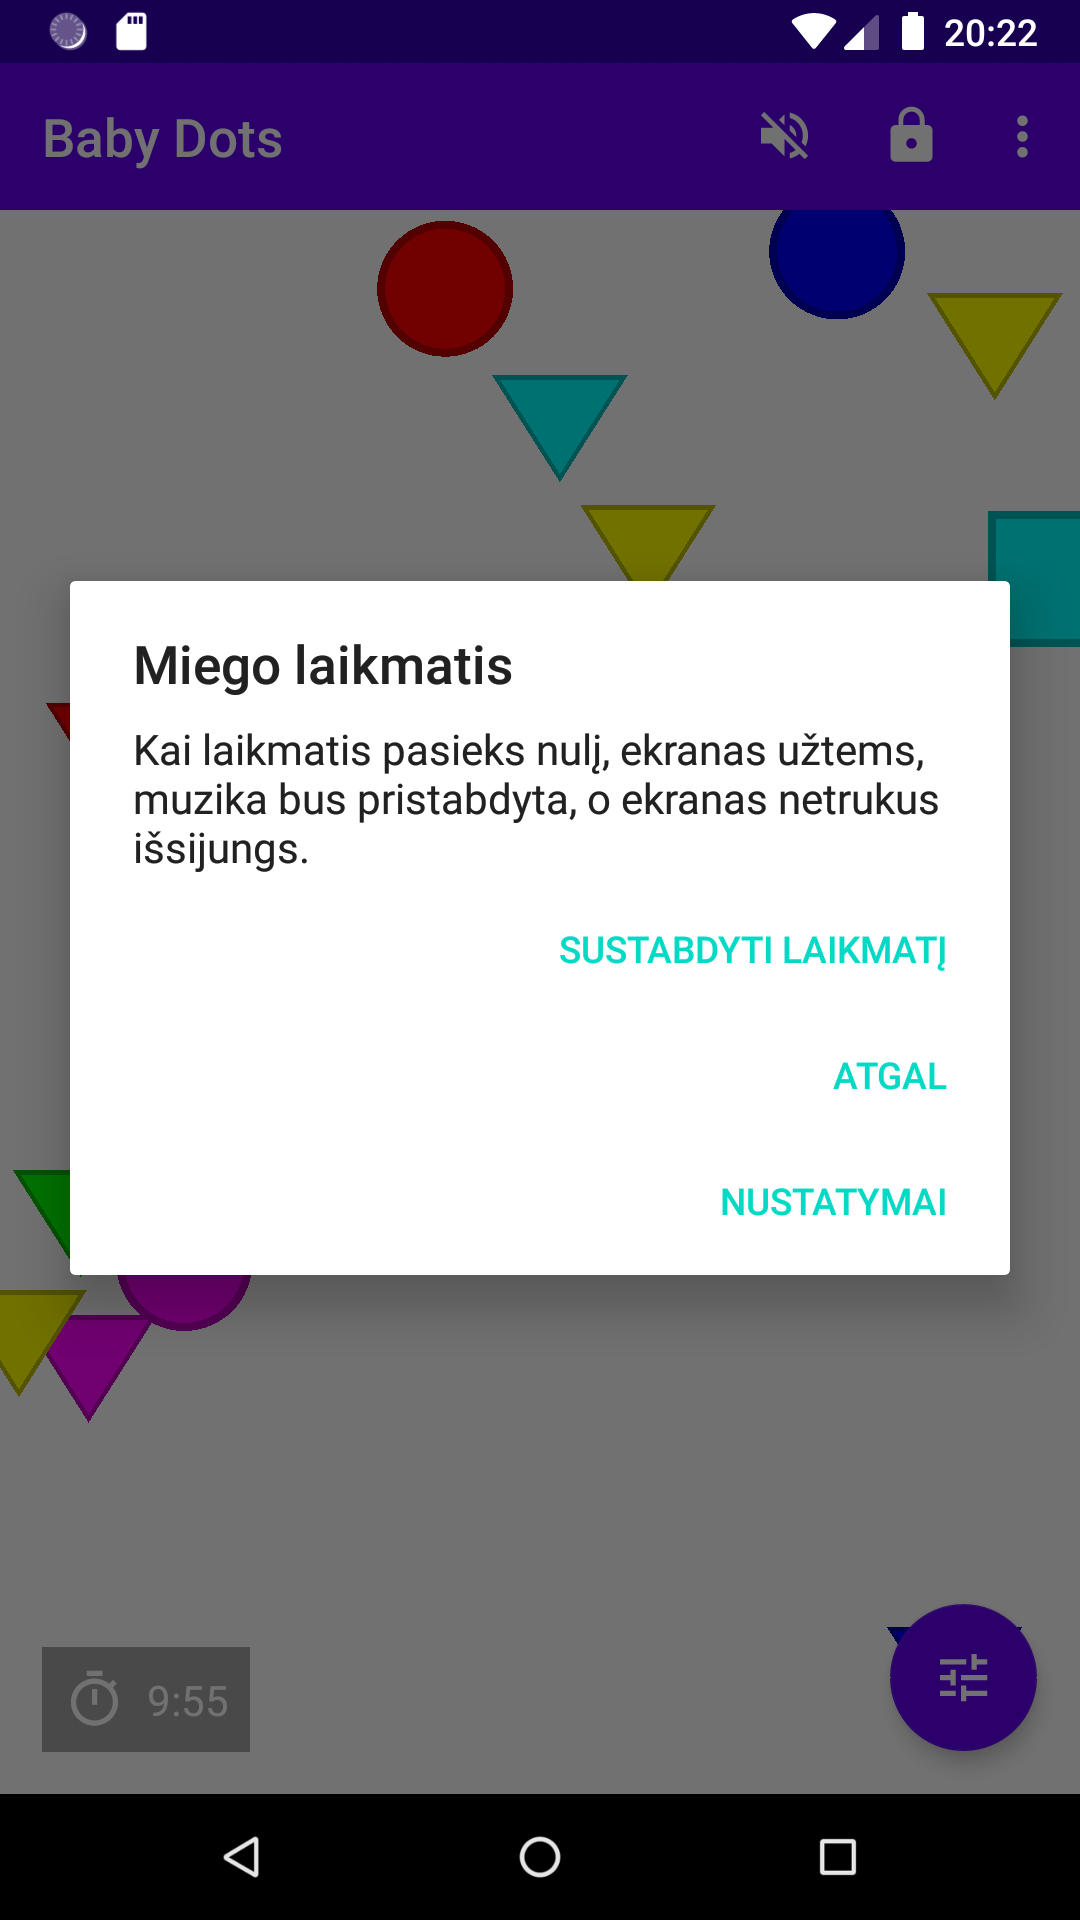 20:22
Baby Dots
Miego laikmatis
Kai laikmatis pasieks nulį, ekranas užtems,
muzika bus pristabdyta, o ekranas netrukus
išsijungs.
SUSTABDYTI LAIKMATĮ
ATGAL
NUSTATYMAI
9:55